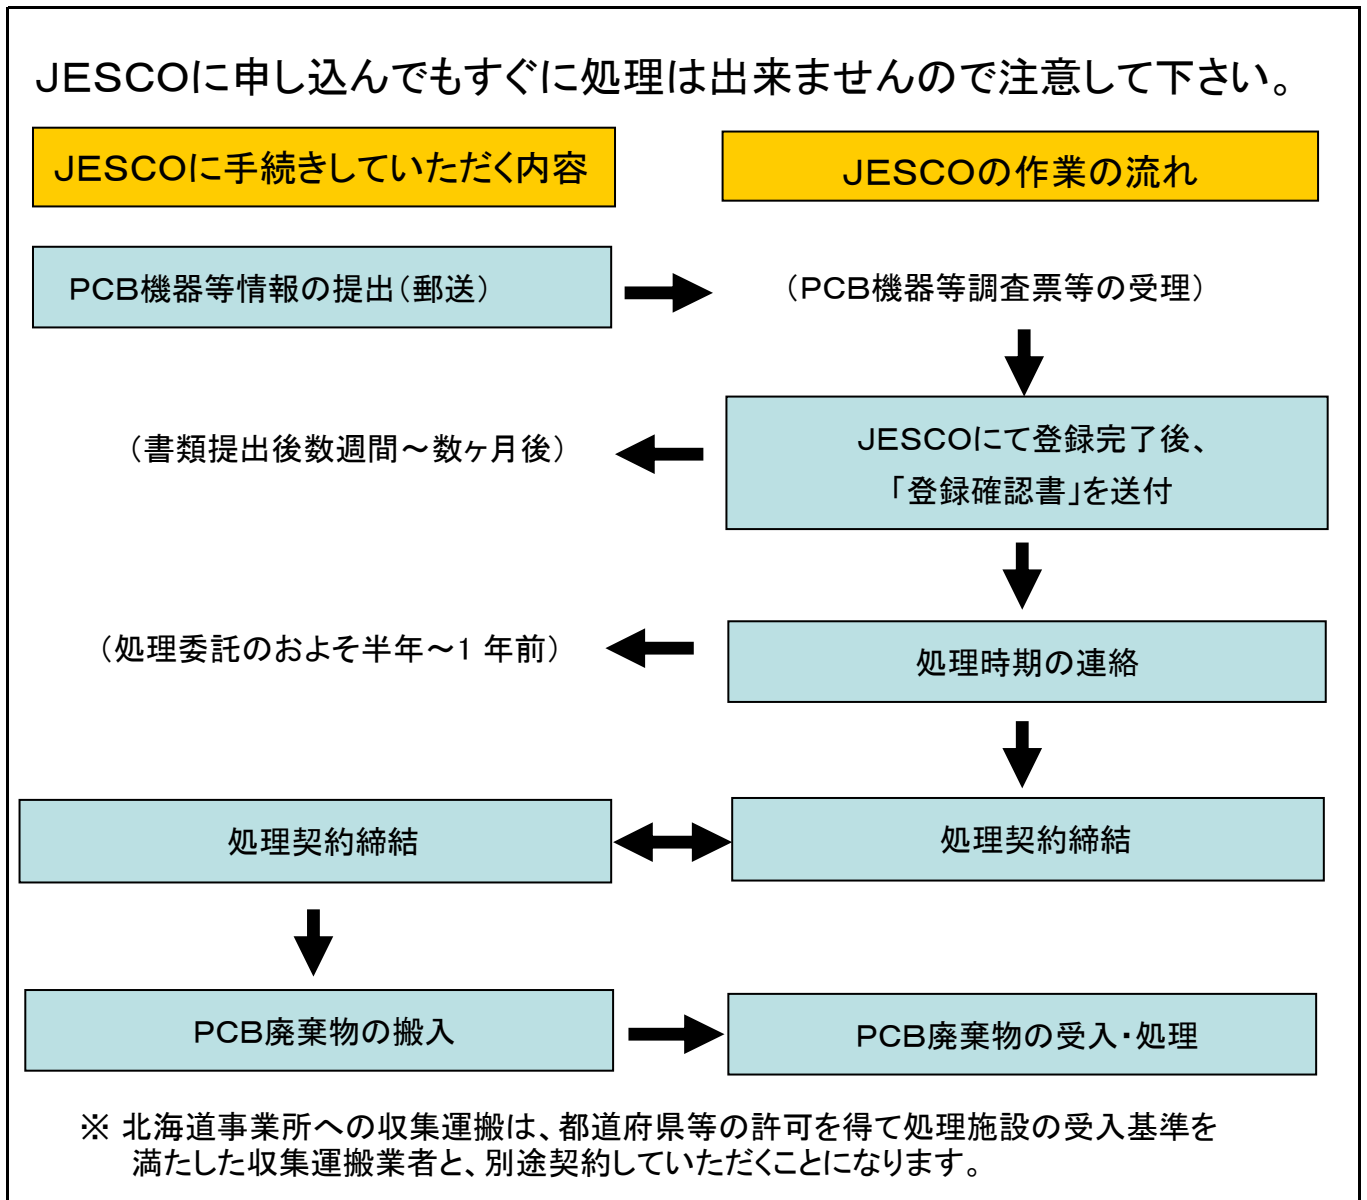 JESCOに申し込んでもすぐに処理は出来ませんので注意して下さい。
JESCOに手続きしていただく内容
JESCOの作業の流れ
PCB機器等情報の提出(郵送)
(PCB機器等調査票等の受理)
JESCOにて登録完了後、
「登録確認書」を送付
(書類提出後数週間～数ヶ月後)
処理時期の連絡
(処理委託のおよそ半年～1 年前)
処理契約締結
処理契約締結
PCB廃棄物の搬入
PCB廃棄物の受入・処理
※ 北海道事業所への収集運搬は、都道府県等の許可を得て処理施設の受入基準を
満たした収集運搬業者と、別途契約していただくことになります。